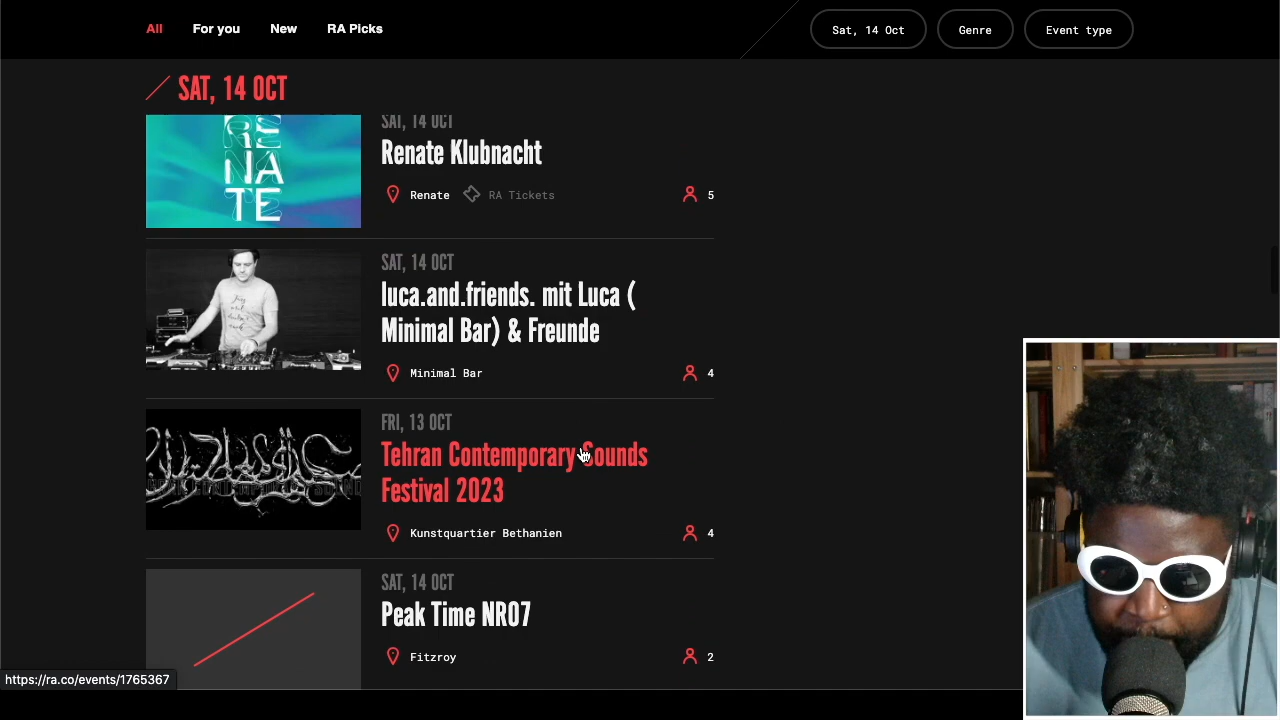 All
For you
New
RA Picks
Sat, 14 Oct
Genre
Event type
SAT, 14 OCT
RE
NA
TE
SAT, 14 OCT
Renate Klubnacht
Renate
RA Tickets
5
SAT, 14 OCT
luca.and.friends. mit Luca (
Minimal Bar) & Freunde
Minimal Bar
4
FRI, 13 OCT
Tehran Contemporary Sounds
Festival 2023
Kunstquartier Bethanien
4
SAT, 14 OCT
Peak Time NR07
Fitzroy
2
https://ra.co/events/1765367